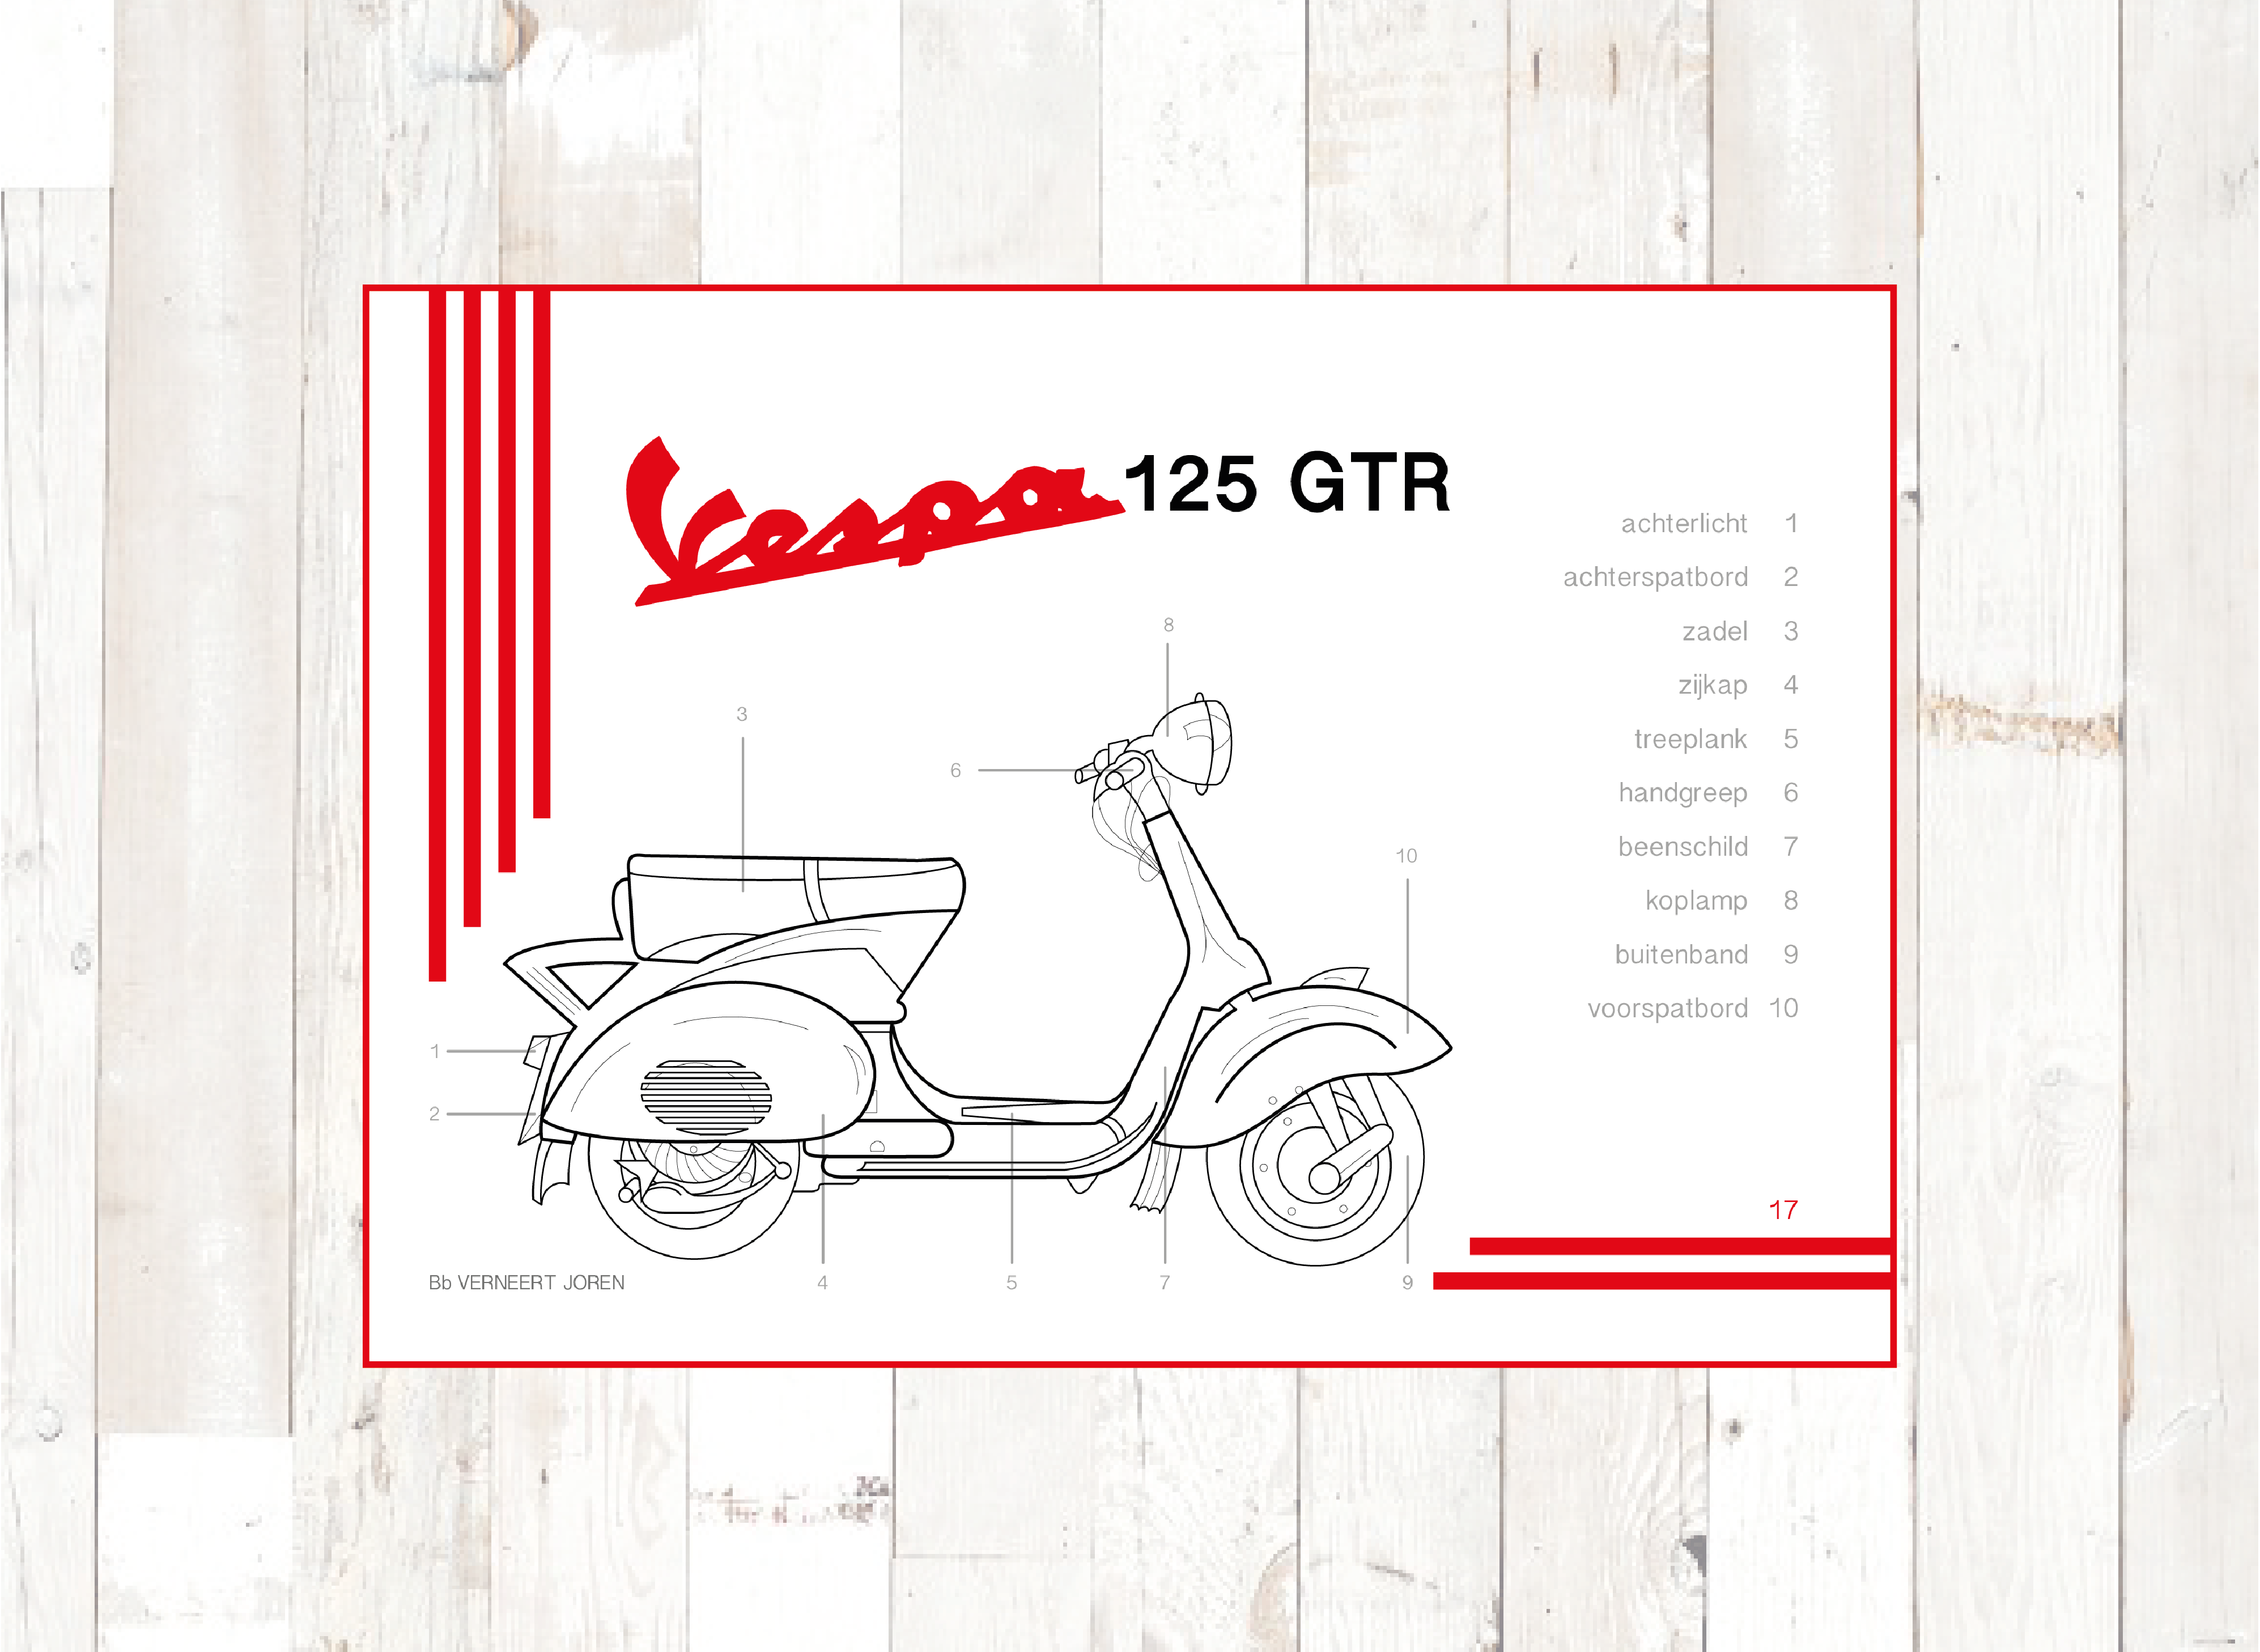 Vespa 125 GTR
achterlicht 1
achterspatbord 2
zadel 3
zijkap 4
treeplank 5
handgreep 6
beenschild 7
koplamp 8
buitenband 9
voorspatbord 10
8
3
6
10
1
2
17
Bb VERNEERT JOREN
4
5
7
9